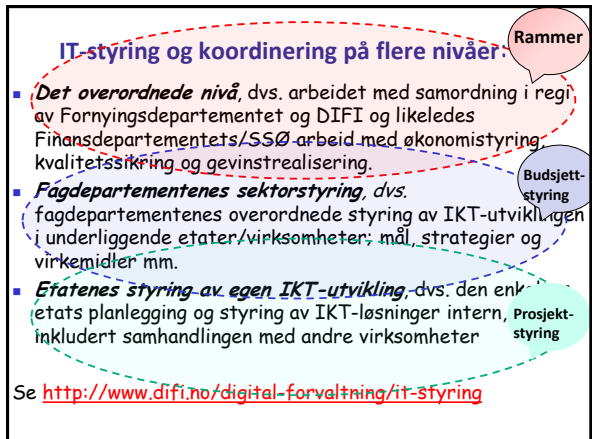 Rammer
IT-styring og koordinering på flere nivåer:
Det overordnede nivå, dvs. arbeidet med samordning i regi
av Fornyingsdepartementet og DIFI og likeledes
Finansdepartementets/SSØ arbeid med økonomistyring,
kvalitetssikring og gevinstrealisering.
Budsjett-
styring
Fagdepartementenes sektorstyring, dvs.
fagdepartementenes overordnede styring av IKT-utviklingen
i underliggende etater/virksomheter; mål, strategier og
virkemidler mm.
Etatenes styring av egen IKT-utvikling, dvs. den
etats planlegging og styring av IKT-løsninger intern,
inkludert samhandlingen med andre virksomheter
Prosjekt-
styring
Se http://www.difi.no/digital-forvaltning/it-styring